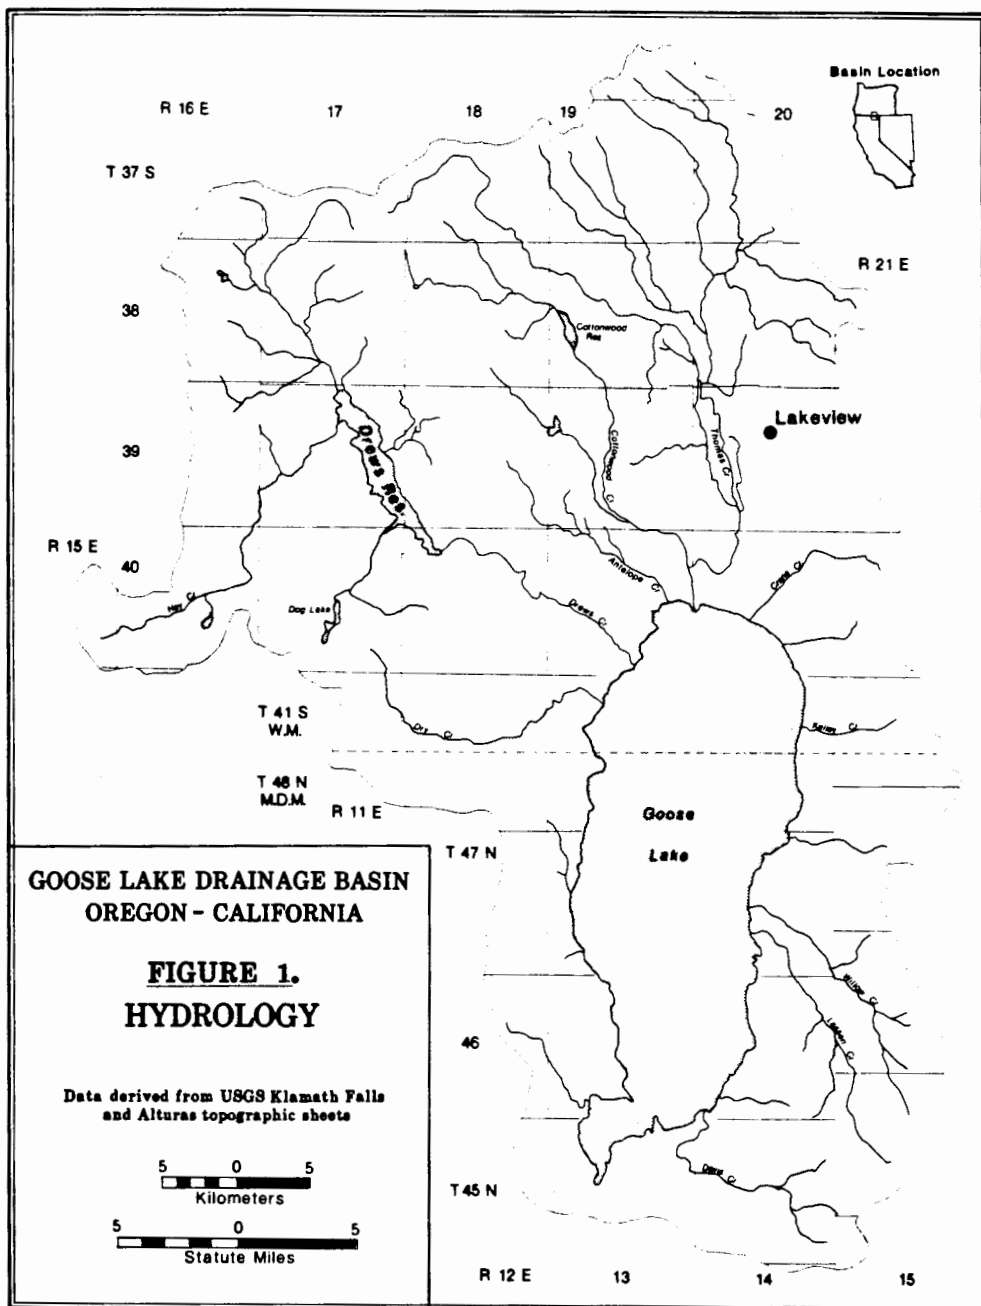 Basin Location
R 16 E
17
18
19
20
T 37 S
R 21 E
38
Cottonwood
Res
Lakeview
39
Drews Res.
Cottonwood Cr.
Thomas Cr
R 15 E
40
Antelope Cr
Crane Cr
Hay Cr
Dog Lake
Drews Cr.
T 41 S
W.M.
Dry Cr
Kelley Cr
T 48 N
M.D.M.
R 11 E
Goose
Lake
T 47 N
GOOSE LAKE DRAINAGE BASIN
OREGON - CALIFORNIA
FIGURE 1.
HYDROLOGY
Willow Cr
Lassen Cr
46
Data derived from USGS Klamath Falls
and Alturas topographic sheets
5 0 5
Kilometers
Davis Cr
T 45 N
5 0 5
Statute Miles
R 12 E
13
14
15